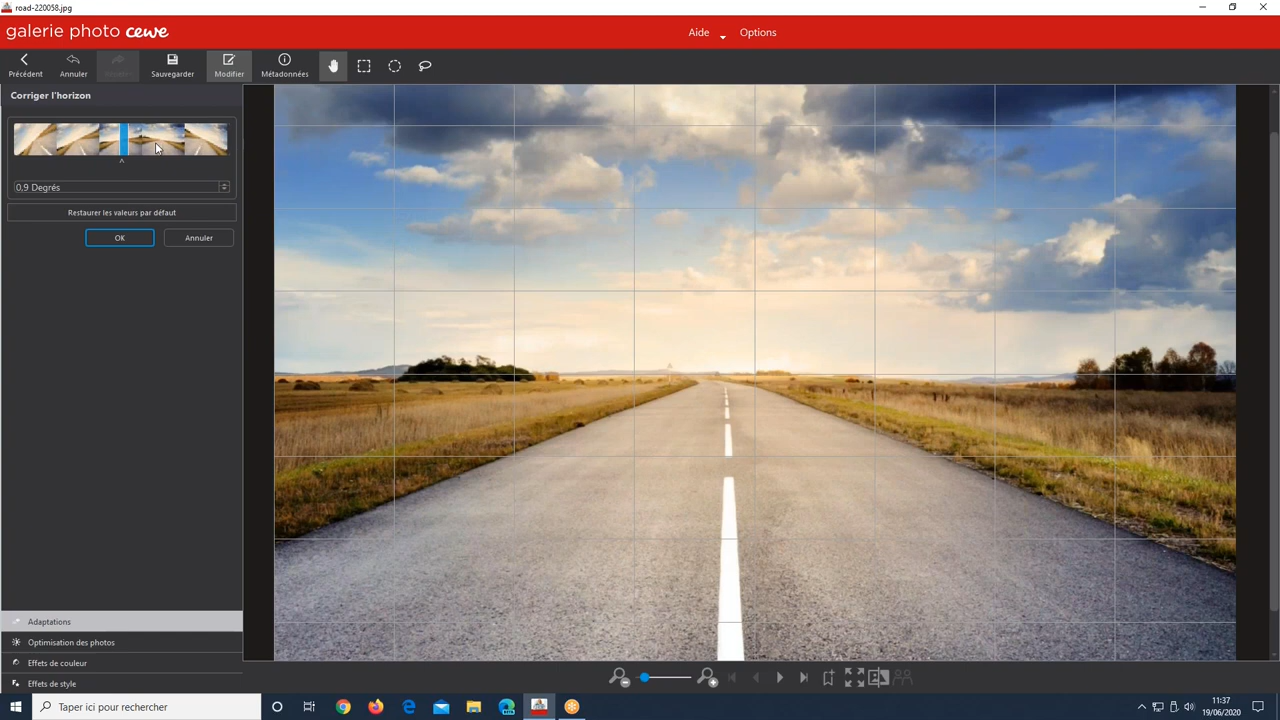 road-220058.jpg
galerie photo cewe
Aide
Options
Précédent
Annuler
Sauvegarder
Modifier
Métadonnées
Corriger l'horizon
0,9 Degrés
Restaurer les valeurs par défaut
OK
Annuler
Adaptations
Optimisation des photos
Effets de couleur
Effets de style
Taper ici pour rechercher
11:37
19/06/2020